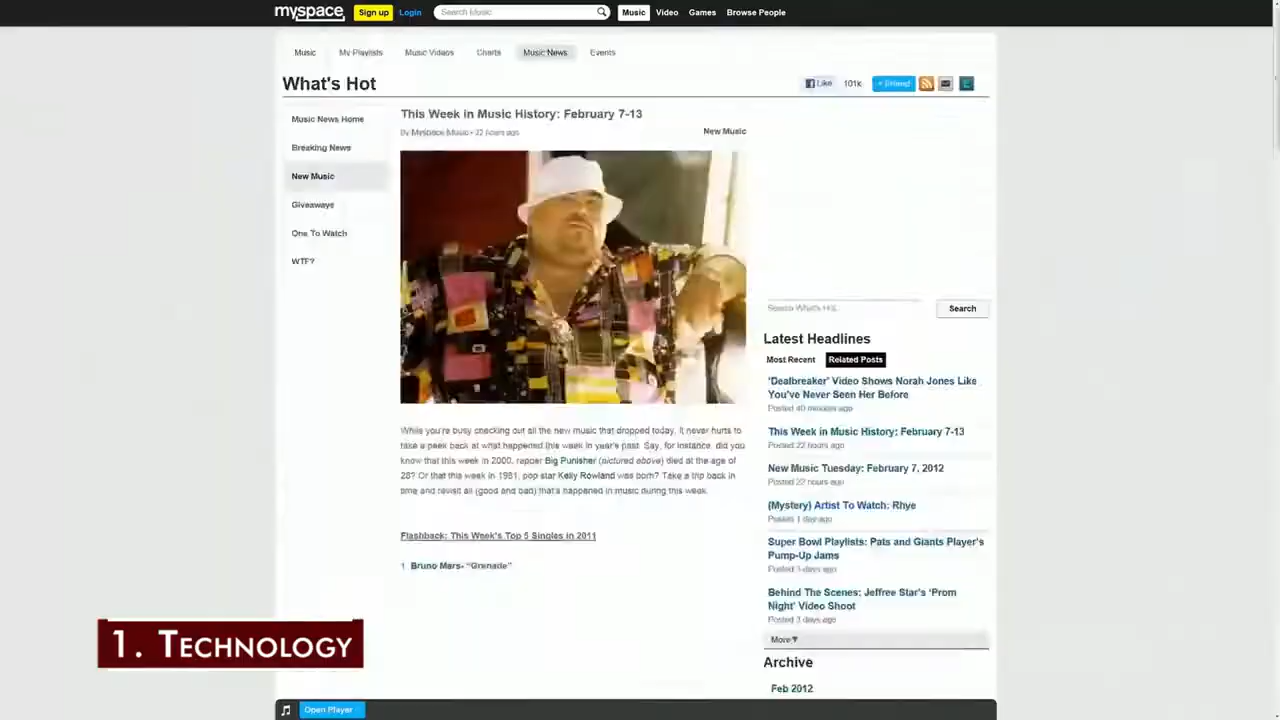 myspace Sign up Login Search Music Music Video Games Browse People
Music My Playlists Music Videos Charts Music News Events
What's Hot
Like 101k + Friend
Music News Home
Breaking News
New Music
Giveaways
One To Watch
WTF?
This Week in Music History: February 7-13
By Myspace Music • 22 hours ago
New Music
While you're busy checking out all the new music that dropped today, it never hurts to
take a peek back at what happened this week in year's past. Say, for instance, did you
know that this week in 2000, rapper Big Punisher (pictured above) died at the age of
28? Or that this week in 1981, pop star Kelly Rowland was born? Take a trip back in
time and revisit all (good and bad) that's happened in music during this week.
Flashback: This Week's Top 5 Singles in 2011
1 Bruno Mars- "Grenade"
Search What's Hot
Search
Latest Headlines
Most Recent Related Posts
'Dealbreaker' Video Shows Norah Jones Like
You've Never Seen Her Before
Posted 40 minutes ago
This Week in Music History: February 7-13
Posted 22 hours ago
New Music Tuesday: February 7, 2012
Posted 22 hours ago
(Mystery) Artist To Watch: Rhye
Posted 1 day ago
Super Bowl Playlists: Pats and Giants Player's
Pump-Up Jams
Posted 3 days ago
Behind The Scenes: Jeffree Star's 'Prom
Night' Video Shoot
Posted 3 days ago
More▼
Archive
Feb 2012
1. Technology
Open Player